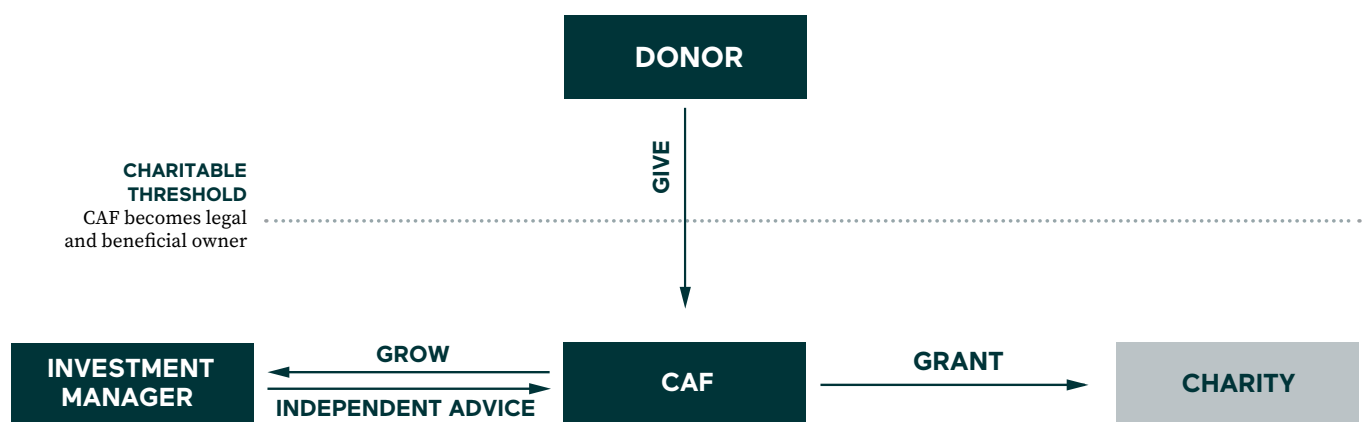 DONOR
GIVE
CHARITABLE
THRESHOLD
CAF becomes legal
and beneficial owner
INVESTMENT
MANAGER
GROW
INDEPENDENT ADVICE
CAF
GRANT
CHARITY